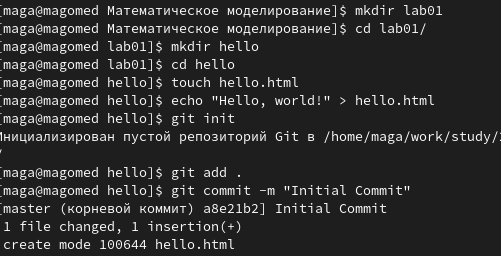 [maga@magomed Математическое моделирование]$ mkdir lab01
[maga@magomed Математическое моделирование]$ cd lab01/
[maga@magomed lab01]$ mkdir hello
[maga@magomed lab01]$ cd hello
[maga@magomed hello]$ touch hello.html
[maga@magomed hello]$ echo "Hello, world!" > hello.html
[maga@magomed hello]$ git init
Инициализирован пустой репозиторий Git в /home/maga/work/study/
/
[maga@magomed hello]$ git add .
[maga@magomed hello]$ git commit -m "Initial Commit"
[master (корневой коммит) a8e21b2] Initial Commit
1 file changed, 1 insertion(+)
create mode 100644 hello.html